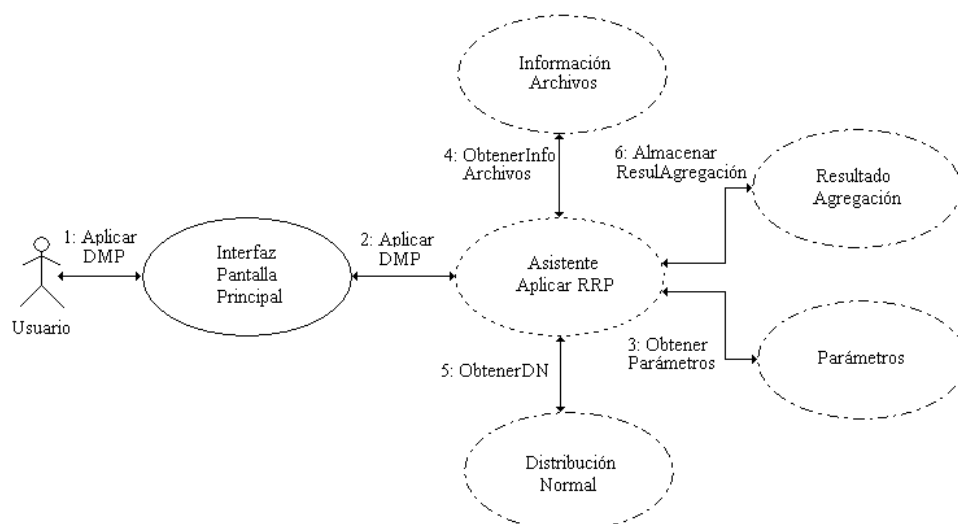 Información
Archivos
4: ObtenerInfo
Archivos
6: Almacenar
ResulAgregación
Resultado
Agregación
1: Aplicar
DMP
Interfaz
Pantalla
Principal
2: Aplicar
DMP
Asistente
Aplicar RRP
Usuario
3: Obtener
Parámetros
Parámetros
5: ObtenerDN
Distribución
Normal